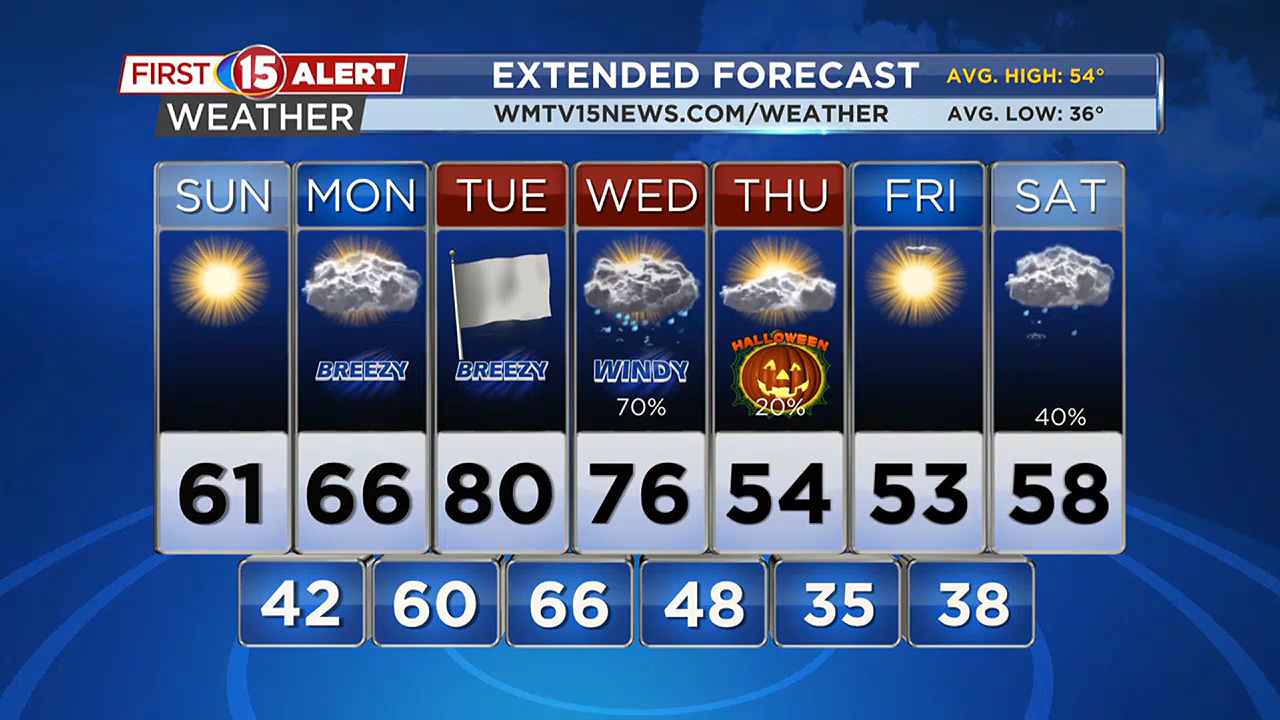 FIRST 15 ALERT
WEATHER
EXTENDED FORECAST AVG. HIGH: 54°
WMTV15NEWS.COM/WEATHER AVG. LOW: 36°
SUN MON TUE WED THU FRI SAT
HALLOWEEN
BREEZY BREEZY WINDY
70% 20% 40%
61 66 80 76 54 53 58
42 60 66 48 35 38